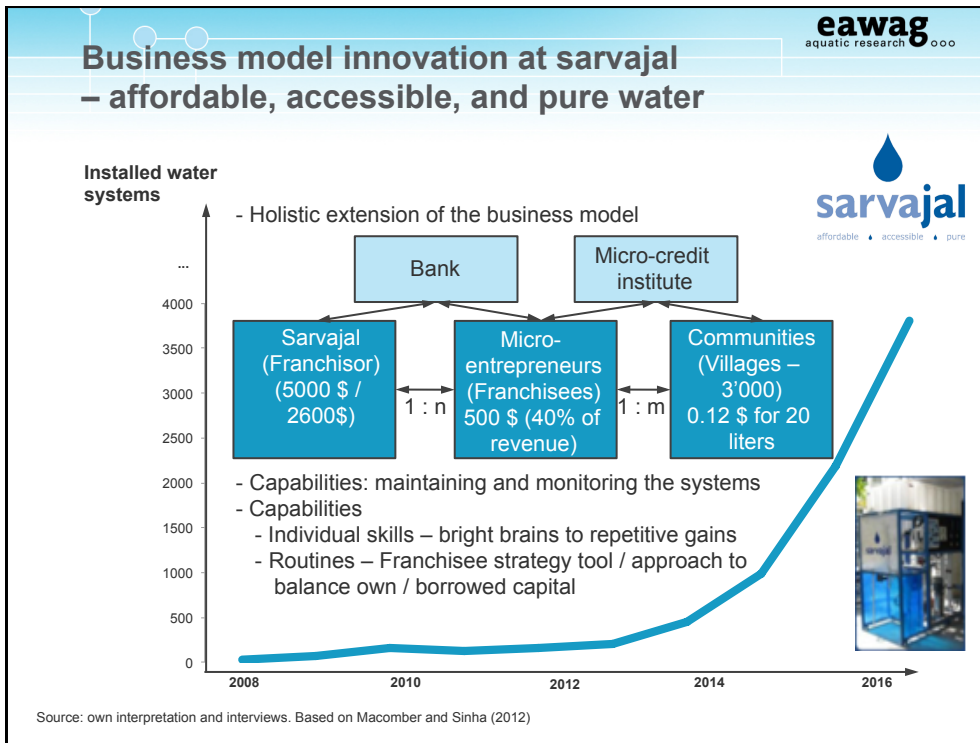 eawag
aquatic research
Business model innovation at sarvajal
– affordable, accessible, and pure water
Installed water
systems
sarvajal
affordable accessible pure
- Holistic extension of the business model
Bank
Micro-credit
institute
Sarvajal
(Franchisor)
(5000 $ /
2600$)
1 : n
Micro-
entrepreneurs
(Franchisees)
500 $ (40% of
revenue)
1 : m
Communities
(Villages –
3'000)
0.12 $ for 20
liters
- Capabilities: maintaining and monitoring the systems
- Capabilities
- Individual skills – bright brains to repetitive gains
- Routines – Franchisee strategy tool / approach to
balance own / borrowed capital
...
4000
3500
3000
2500
2000
1500
1000
500
0
2008
2010
2012
2014
2016
sarvajal
Source: own interpretation and interviews. Based on Macomber and Sinha (2012)